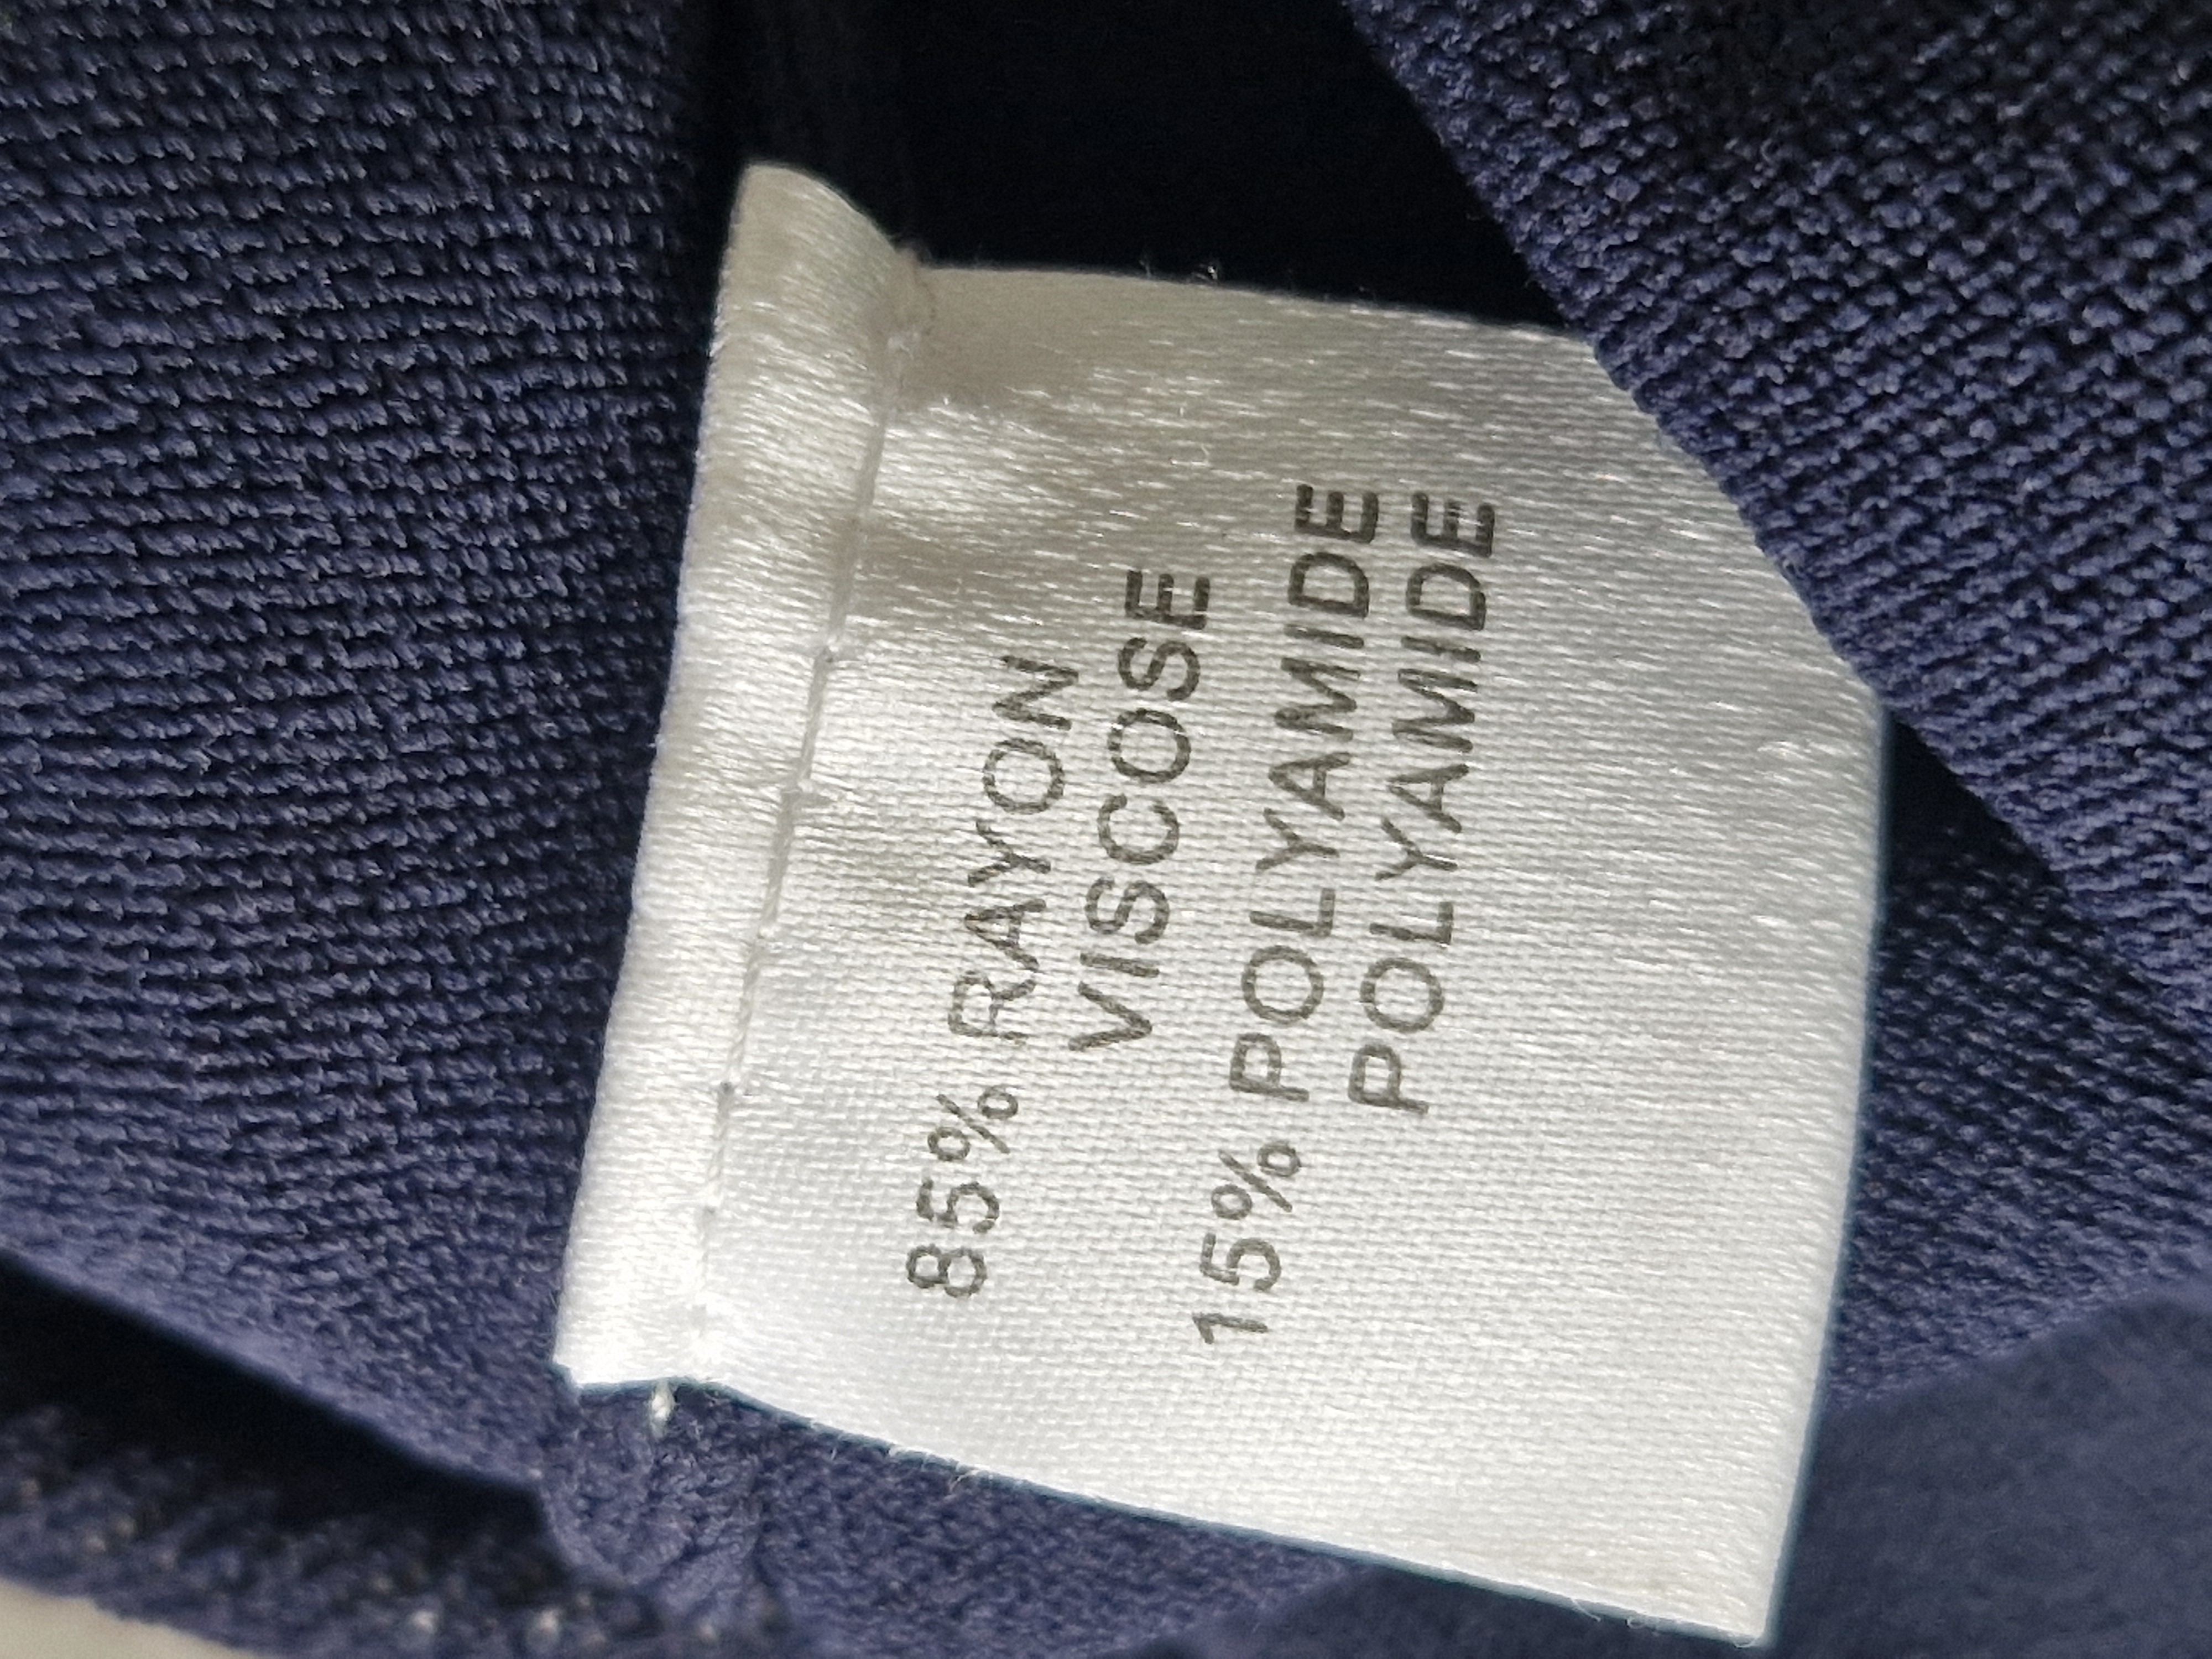 85% RAYON
VISCOSE
15% POLYAMIDE
POLYAMIDE